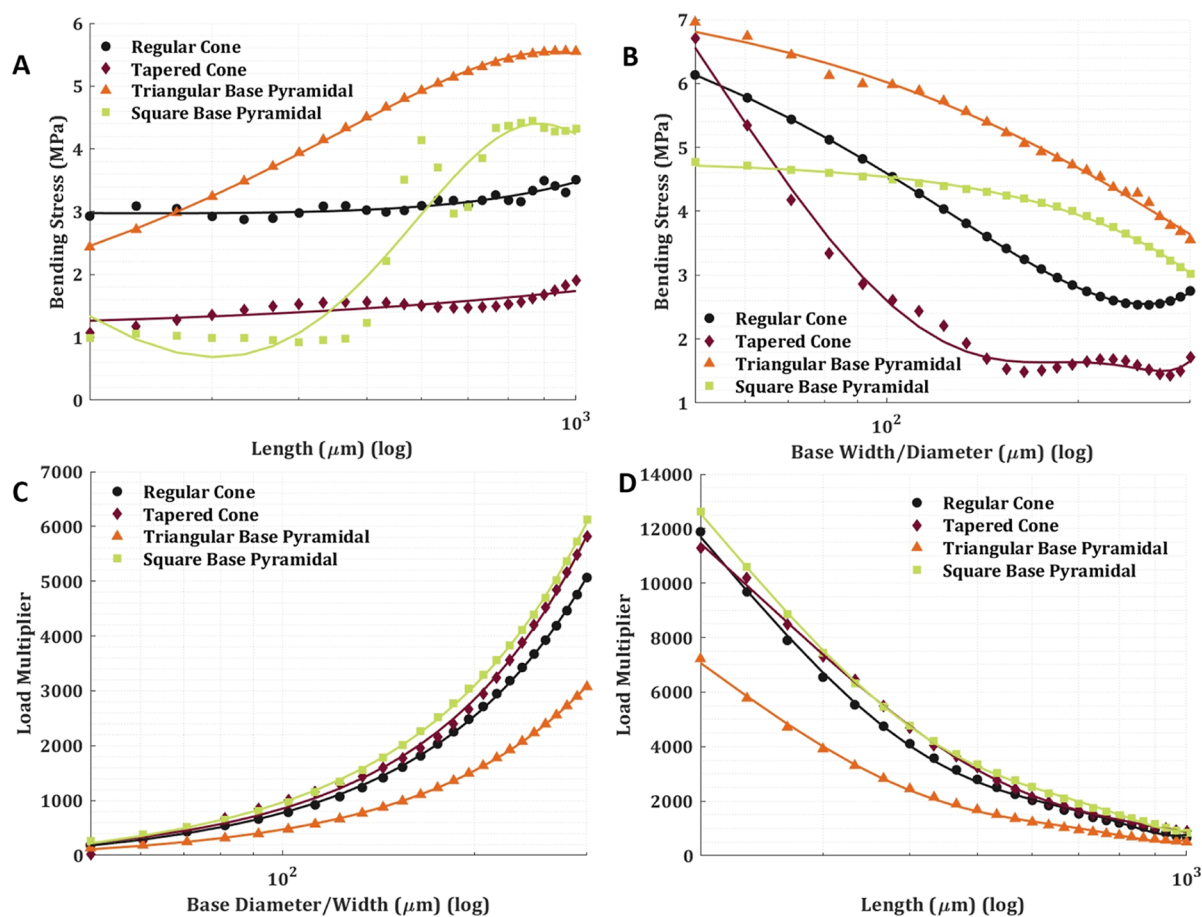 A
Regular Cone
Tapered Cone
Triangular Base Pyramidal
Square Base Pyramidal
Bending Stress (MPa)
6
5
4
3
2
1
0
10³
Length (μm) (log)
B
Bending Stress (MPa)
7
6
5
4
3
2
1
Regular Cone
Tapered Cone
Triangular Base Pyramidal
Square Base Pyramidal
10²
Base Width/Diameter (μm) (log)
C
Regular Cone
Tapered Cone
Triangular Base Pyramidal
Square Base Pyramidal
Load Multiplier
7000
6000
5000
4000
3000
2000
1000
0
10²
Base Diameter/Width (μm) (log)
D
Regular Cone
Tapered Cone
Triangular Base Pyramidal
Square Base Pyramidal
Load Multiplier
14000
12000
10000
8000
6000
4000
2000
0
10³
Length (μm) (log)